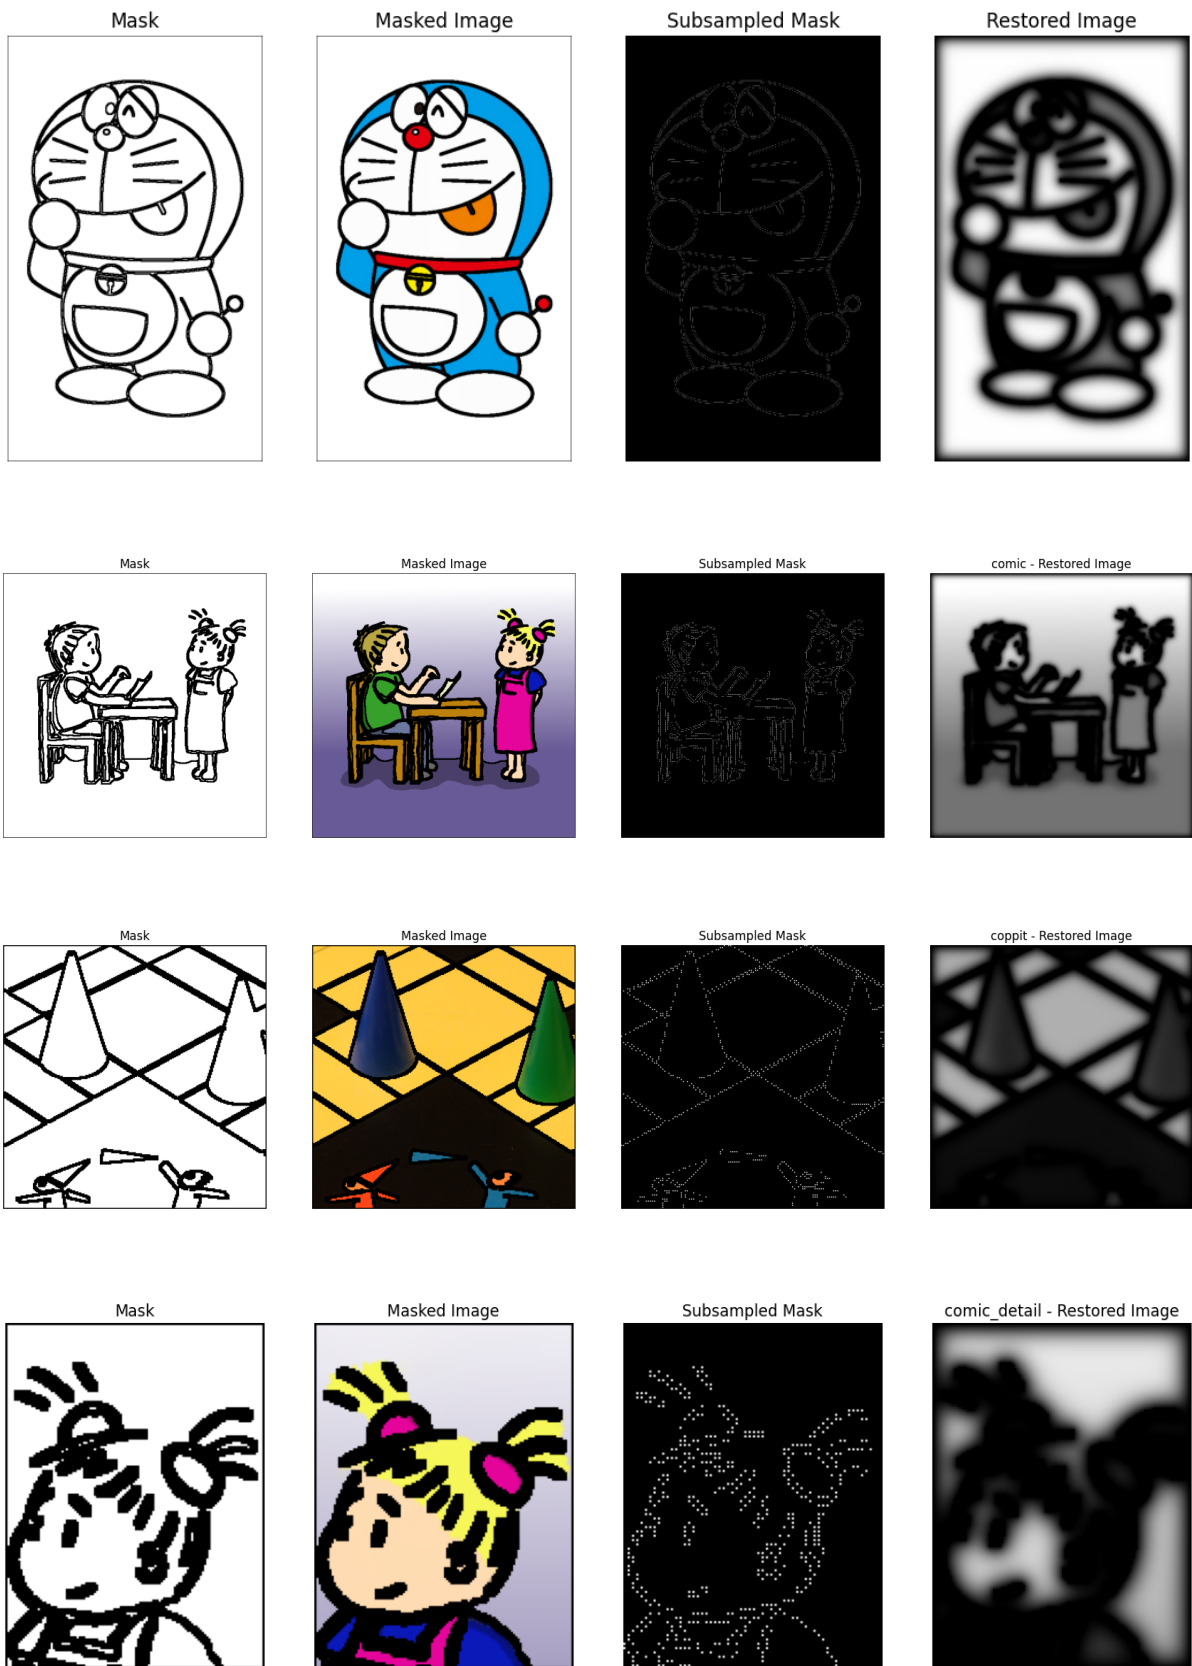 Mask
Masked Image
Subsampled Mask
Restored Image
Mask
Masked Image
Subsampled Mask
comic - Restored Image
Mask
Masked Image
Subsampled Mask
coppit - Restored Image
Mask
Masked Image
Subsampled Mask
comic_detail - Restored Image